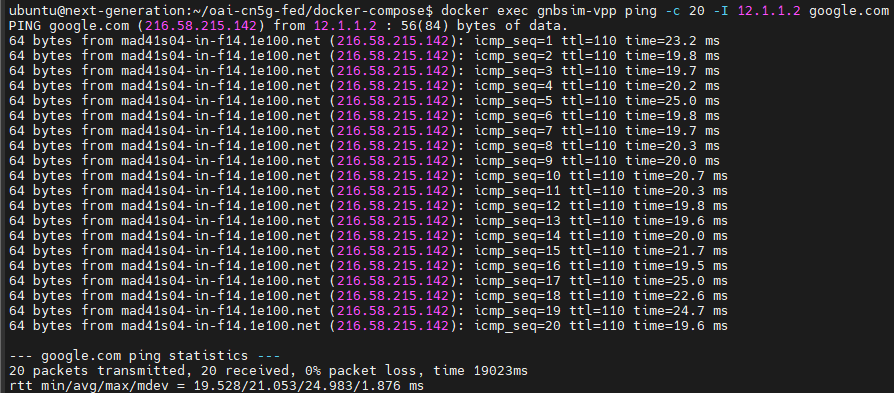 ubuntu@next-generation:~/oai-cn5g-fed/docker-compose$ docker exec gnbsim-vpp ping -c 20 -I 12.1.1.2 google.com
PING google.com (216.58.215.142) from 12.1.1.2 : 56(84) bytes of data.
64 bytes from mad41s04-in-f14.1e100.net (216.58.215.142): icmp_seq=1 ttl=110 time=23.2 ms
64 bytes from mad41s04-in-f14.1e100.net (216.58.215.142): icmp_seq=2 ttl=110 time=19.8 ms
64 bytes from mad41s04-in-f14.1e100.net (216.58.215.142): icmp_seq=3 ttl=110 time=19.7 ms
64 bytes from mad41s04-in-f14.1e100.net (216.58.215.142): icmp_seq=4 ttl=110 time=20.2 ms
64 bytes from mad41s04-in-f14.1e100.net (216.58.215.142): icmp_seq=5 ttl=110 time=25.0 ms
64 bytes from mad41s04-in-f14.1e100.net (216.58.215.142): icmp_seq=6 ttl=110 time=19.8 ms
64 bytes from mad41s04-in-f14.1e100.net (216.58.215.142): icmp_seq=7 ttl=110 time=19.7 ms
64 bytes from mad41s04-in-f14.1e100.net (216.58.215.142): icmp_seq=8 ttl=110 time=20.3 ms
64 bytes from mad41s04-in-f14.1e100.net (216.58.215.142): icmp_seq=9 ttl=110 time=20.0 ms
64 bytes from mad41s04-in-f14.1e100.net (216.58.215.142): icmp_seq=10 ttl=110 time=20.7 ms
64 bytes from mad41s04-in-f14.1e100.net (216.58.215.142): icmp_seq=11 ttl=110 time=20.3 ms
64 bytes from mad41s04-in-f14.1e100.net (216.58.215.142): icmp_seq=12 ttl=110 time=19.8 ms
64 bytes from mad41s04-in-f14.1e100.net (216.58.215.142): icmp_seq=13 ttl=110 time=19.6 ms
64 bytes from mad41s04-in-f14.1e100.net (216.58.215.142): icmp_seq=14 ttl=110 time=20.0 ms
64 bytes from mad41s04-in-f14.1e100.net (216.58.215.142): icmp_seq=15 ttl=110 time=21.7 ms
64 bytes from mad41s04-in-f14.1e100.net (216.58.215.142): icmp_seq=16 ttl=110 time=19.5 ms
64 bytes from mad41s04-in-f14.1e100.net (216.58.215.142): icmp_seq=17 ttl=110 time=25.0 ms
64 bytes from mad41s04-in-f14.1e100.net (216.58.215.142): icmp_seq=18 ttl=110 time=22.6 ms
64 bytes from mad41s04-in-f14.1e100.net (216.58.215.142): icmp_seq=19 ttl=110 time=24.7 ms
64 bytes from mad41s04-in-f14.1e100.net (216.58.215.142): icmp_seq=20 ttl=110 time=19.6 ms
--- google.com ping statistics ---
20 packets transmitted, 20 received, 0% packet loss, time 19023ms
rtt min/avg/max/mdev = 19.528/21.053/24.983/1.876 ms